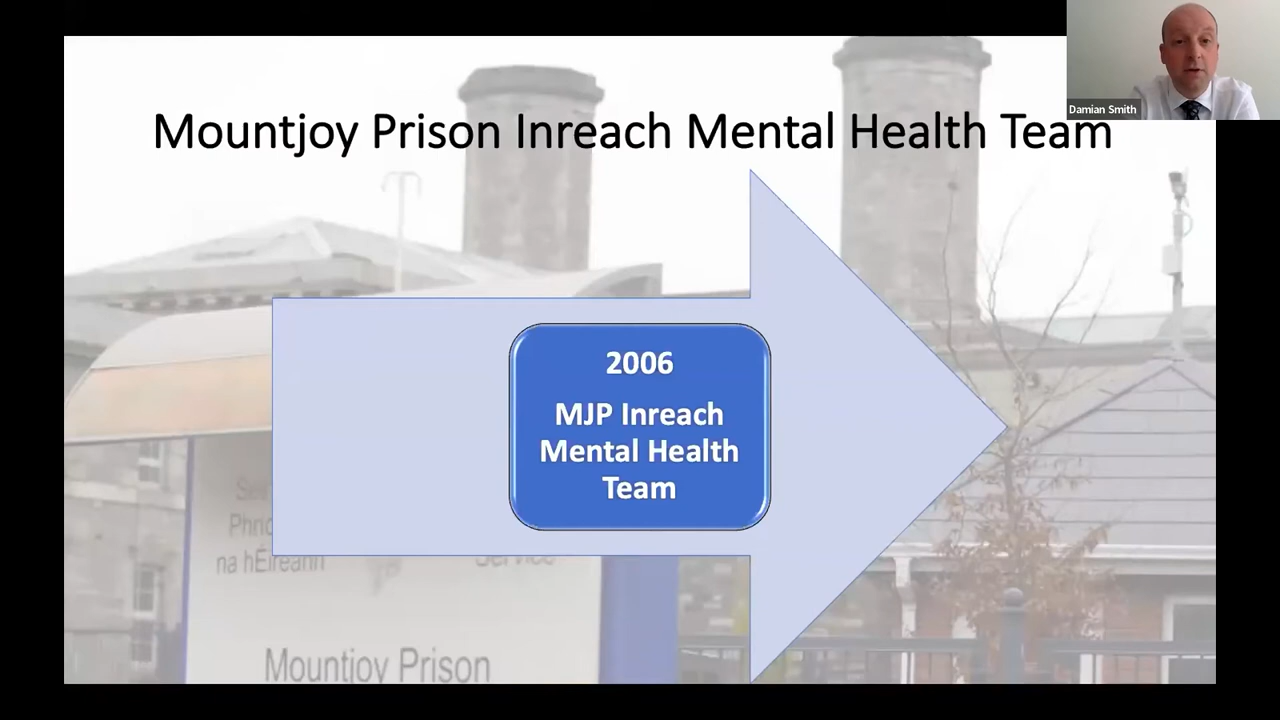 Damian Smith
Mountjoy Prison Inreach Mental Health Team
2006
MJP Inreach
Mental Health
Team
na hÉireann
Service
Mountjoy Prison